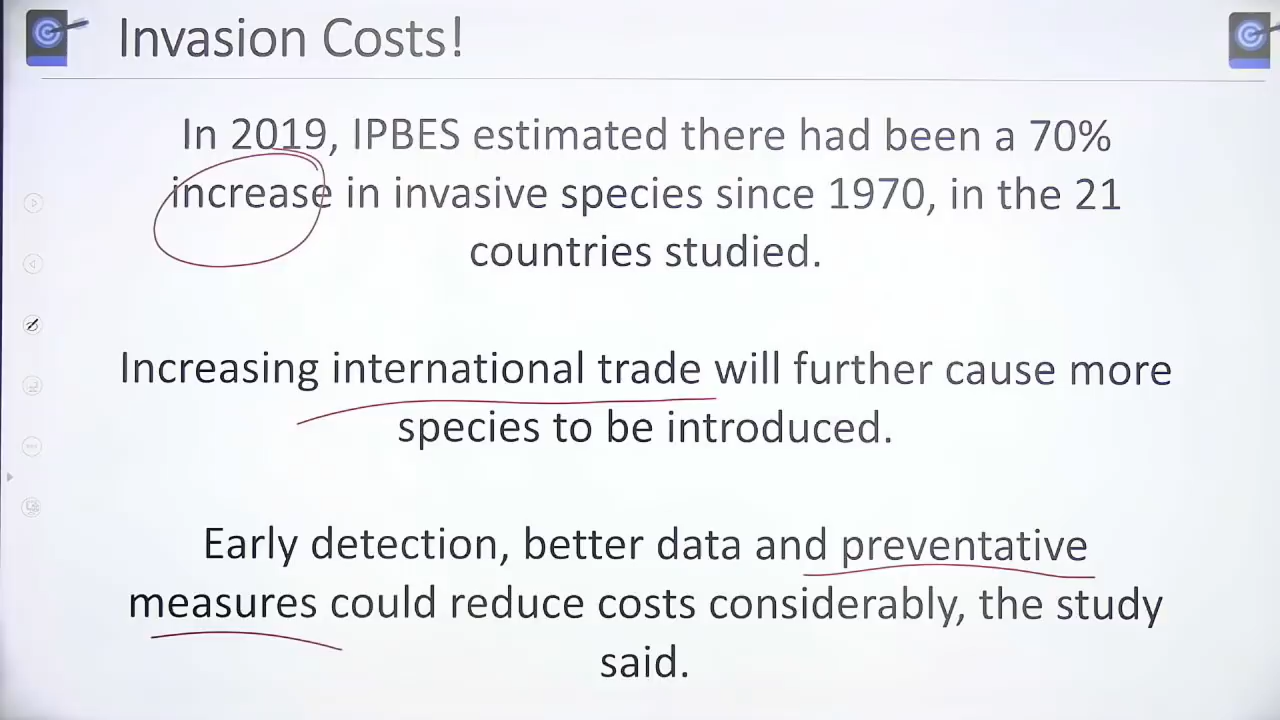 Invasion Costs!
In 2019, IPBES estimated there had been a 70%
increase in invasive species since 1970, in the 21
countries studied.
Increasing international trade will further cause more
species to be introduced.
Early detection, better data and preventative
measures could reduce costs considerably, the study
said.